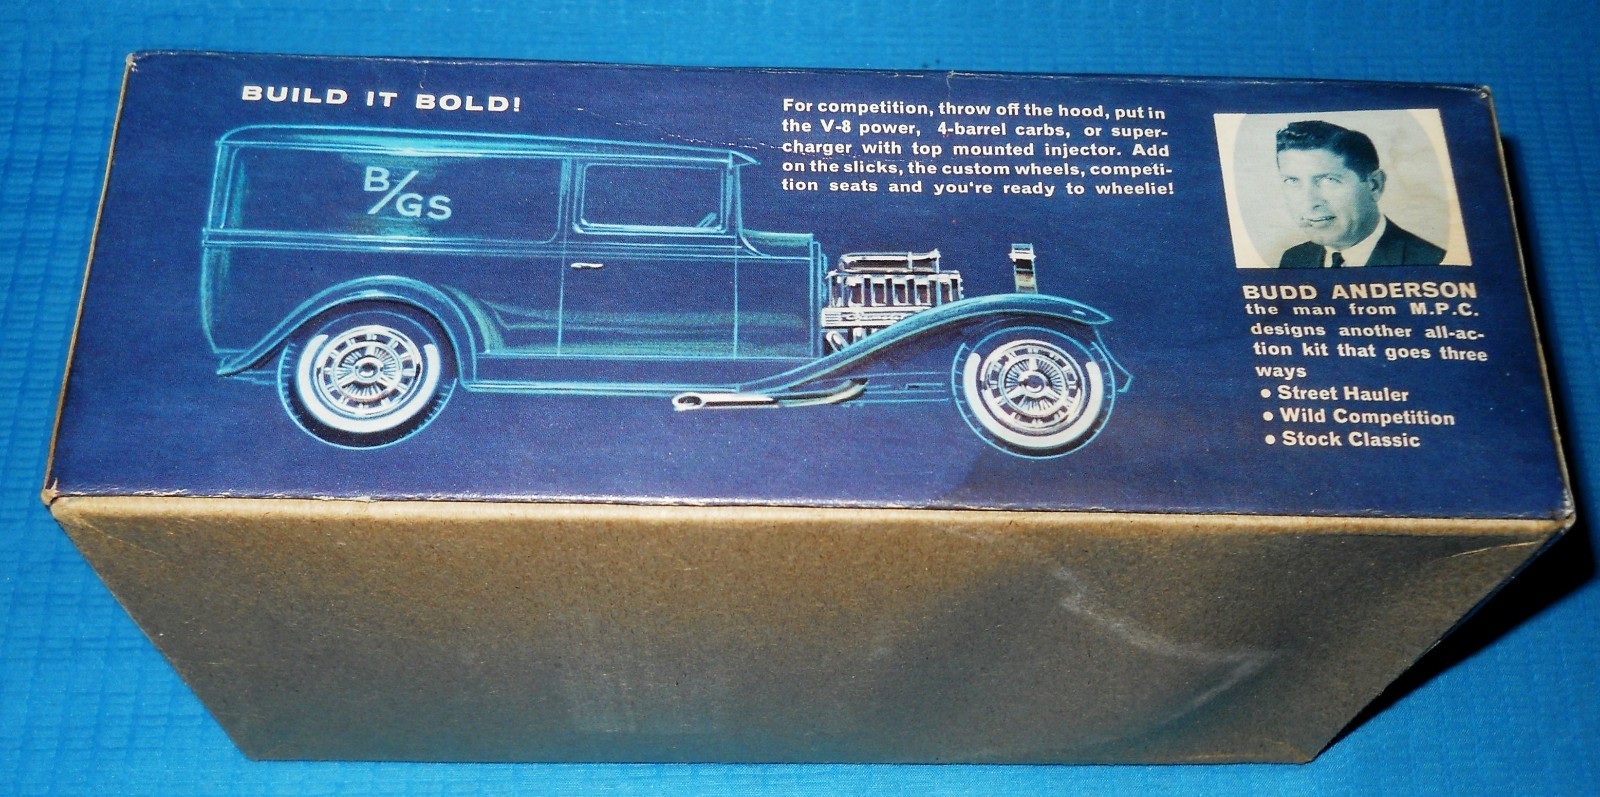 BUILD IT BOLD!
B/GS
For competition, throw off the hood, put in
the V-8 power, 4-barrel carbs, or super-
charger with top mounted injector. Add
on the slicks, the custom wheels, competi-
tion seats and you're ready to wheelie!
BUDD ANDERSON
the man from M.P.C.
designs another all-ac-
tion kit that goes three
ways
• Street Hauler
• Wild Competition
• Stock Classic